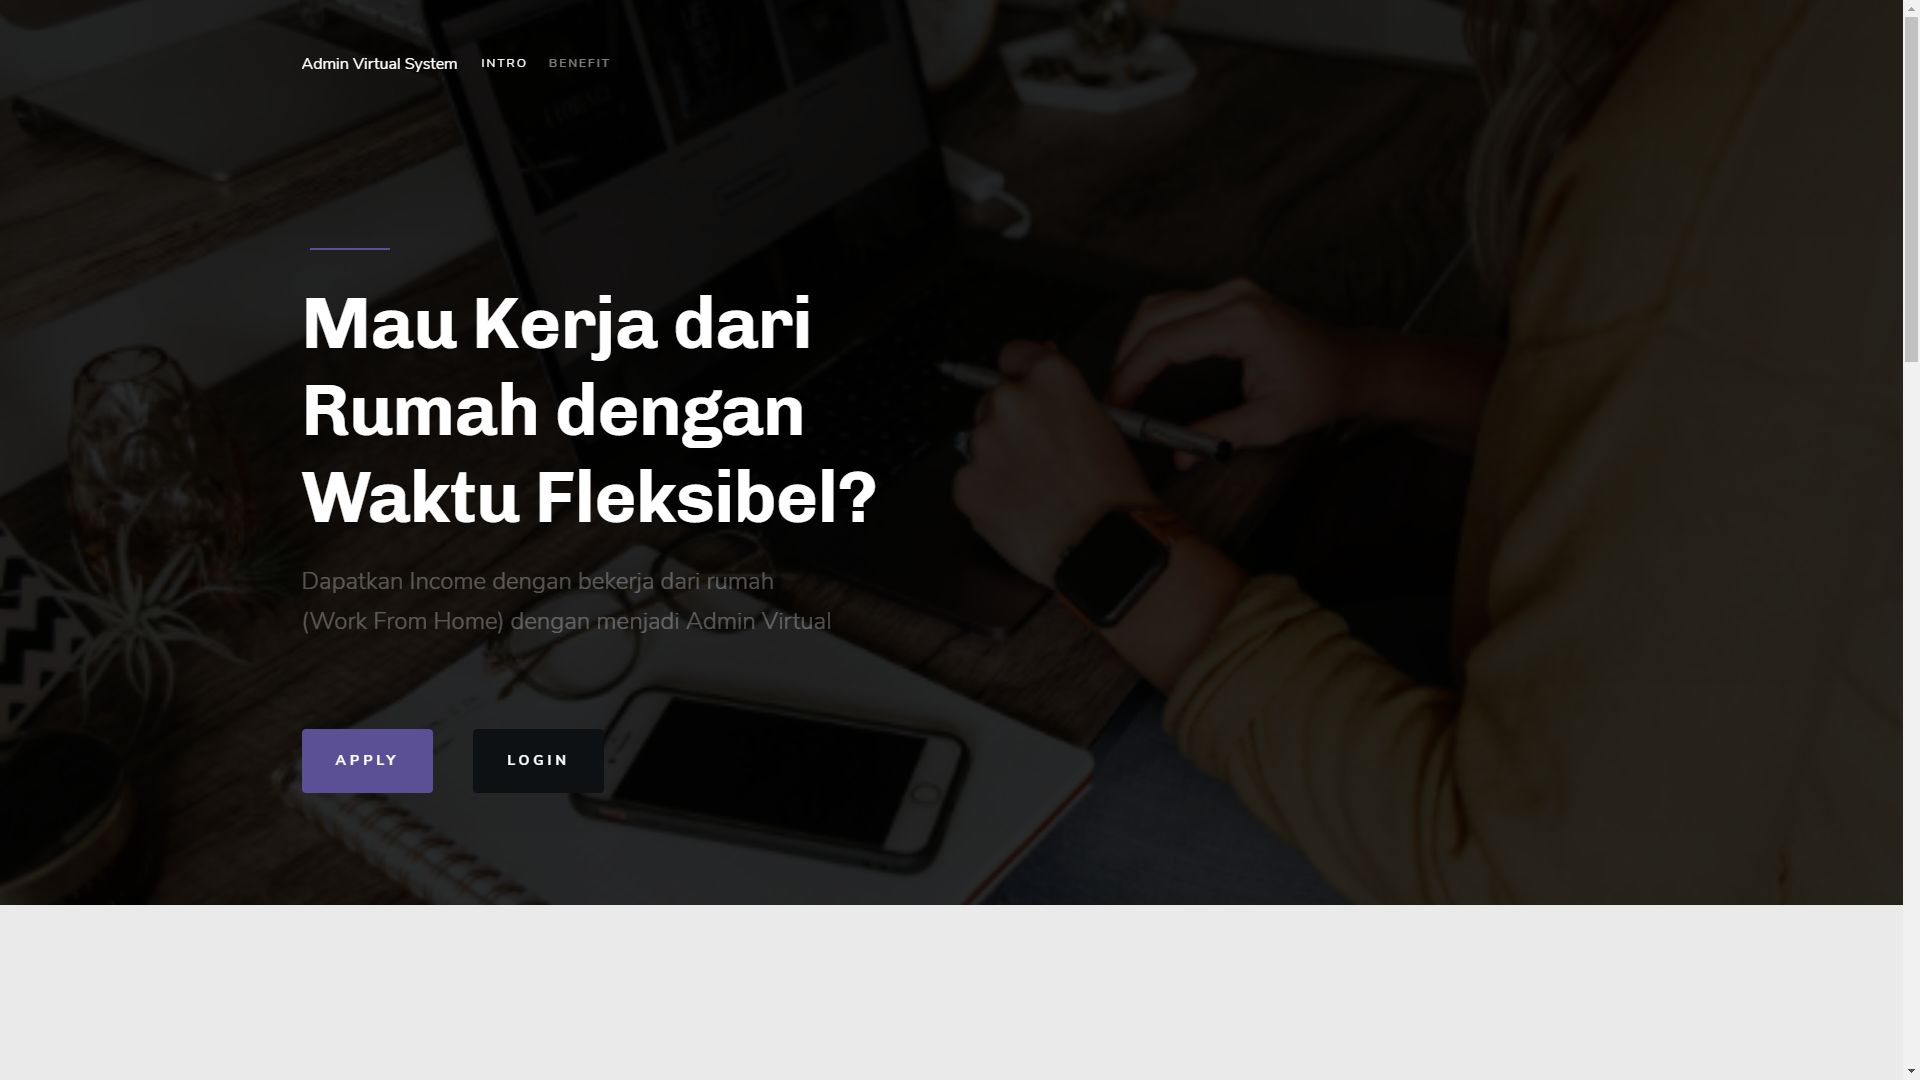 Admin Virtual System INTRO BENEFIT
Mau Kerja dari
Rumah dengan
Waktu Fleksibel?
Dapatkan Income dengan bekerja dari rumah
(Work From Home) dengan menjadi Admin Virtual
APPLY LOGIN